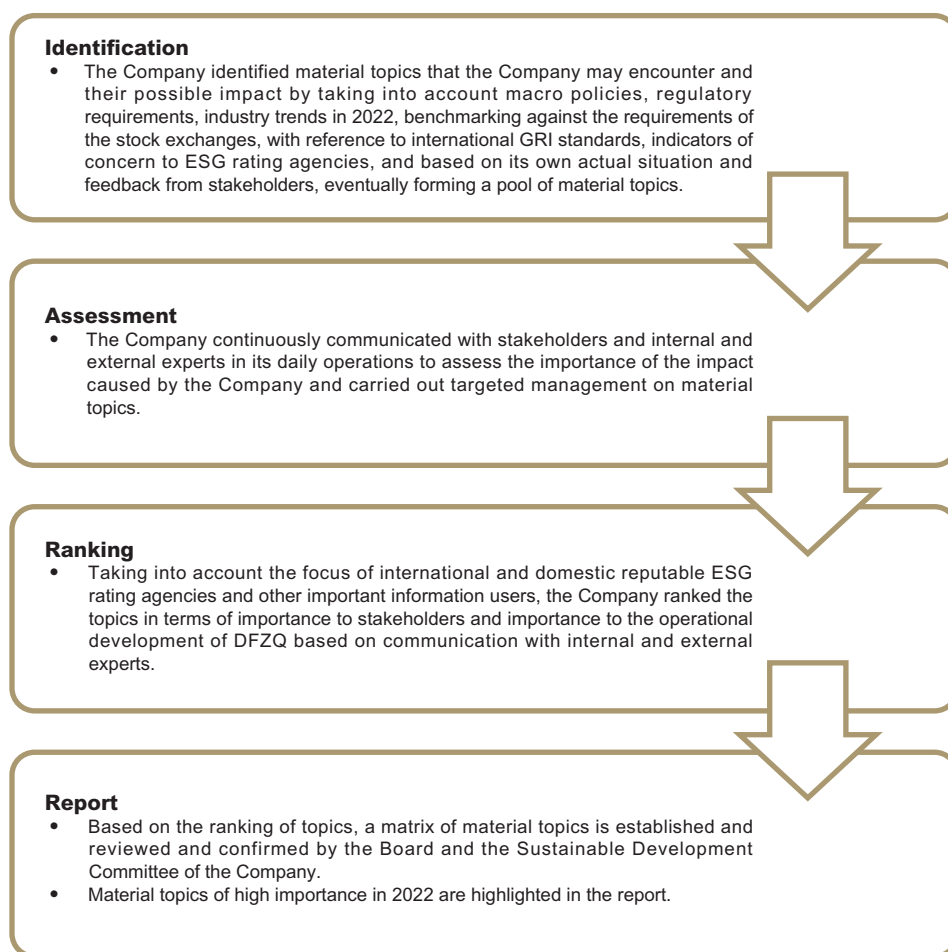 Identification
• The Company identified material topics that the Company may encounter and
their possible impact by taking into account macro policies, regulatory
requirements, industry trends in 2022, benchmarking against the requirements of
the stock exchanges, with reference to international GRI standards, indicators of
concern to ESG rating agencies, and based on its own actual situation and
feedback from stakeholders, eventually forming a pool of material topics.
Assessment
• The Company continuously communicated with stakeholders and internal and
external experts in its daily operations to assess the importance of the impact
caused by the Company and carried out targeted management on material
topics.
Ranking
• Taking into account the focus of international and domestic reputable ESG
rating agencies and other important information users, the Company ranked the
topics in terms of importance to stakeholders and importance to the operational
development of DFZQ based on communication with internal and external
experts.
Report
• Based on the ranking of topics, a matrix of material topics is established and
reviewed and confirmed by the Board and the Sustainable Development
Committee of the Company.
• Material topics of high importance in 2022 are highlighted in the report.